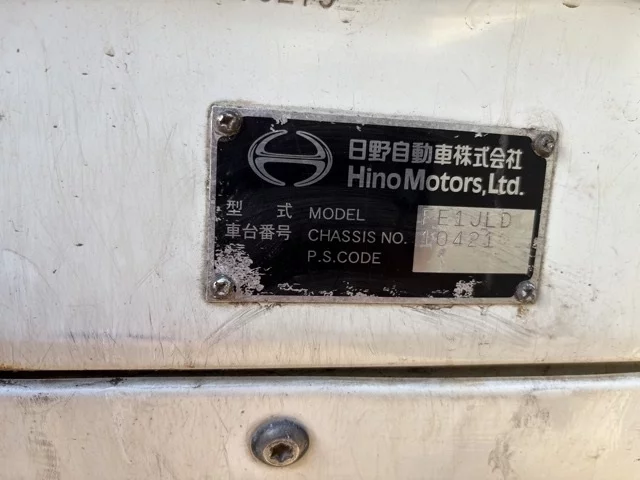 日野自動車株式会社
Hino Motors, Ltd.
型 式 MODEL FE1JLD
車台番号 CHASSIS NO.
P.S.CODE